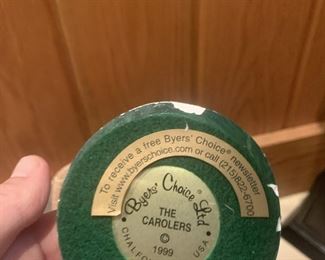 To receive a free Byers' Choice® newsletter
Visit www.byerschoice.com or call (215)822-6700
Byers' Choice Ltd
THE
CAROLERS
©
1999
USA